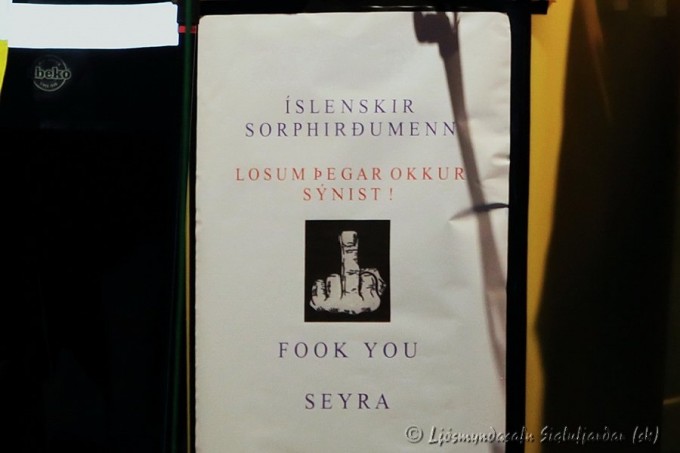 beko
ÍSLENSKIR
SORPHIRÐUMENN
LOSUM ÞEGAR OKKUR
SÝNIST !
FOOK YOU
SEYRA
© Ljósmyndasafn Siglufjarðar (sk)